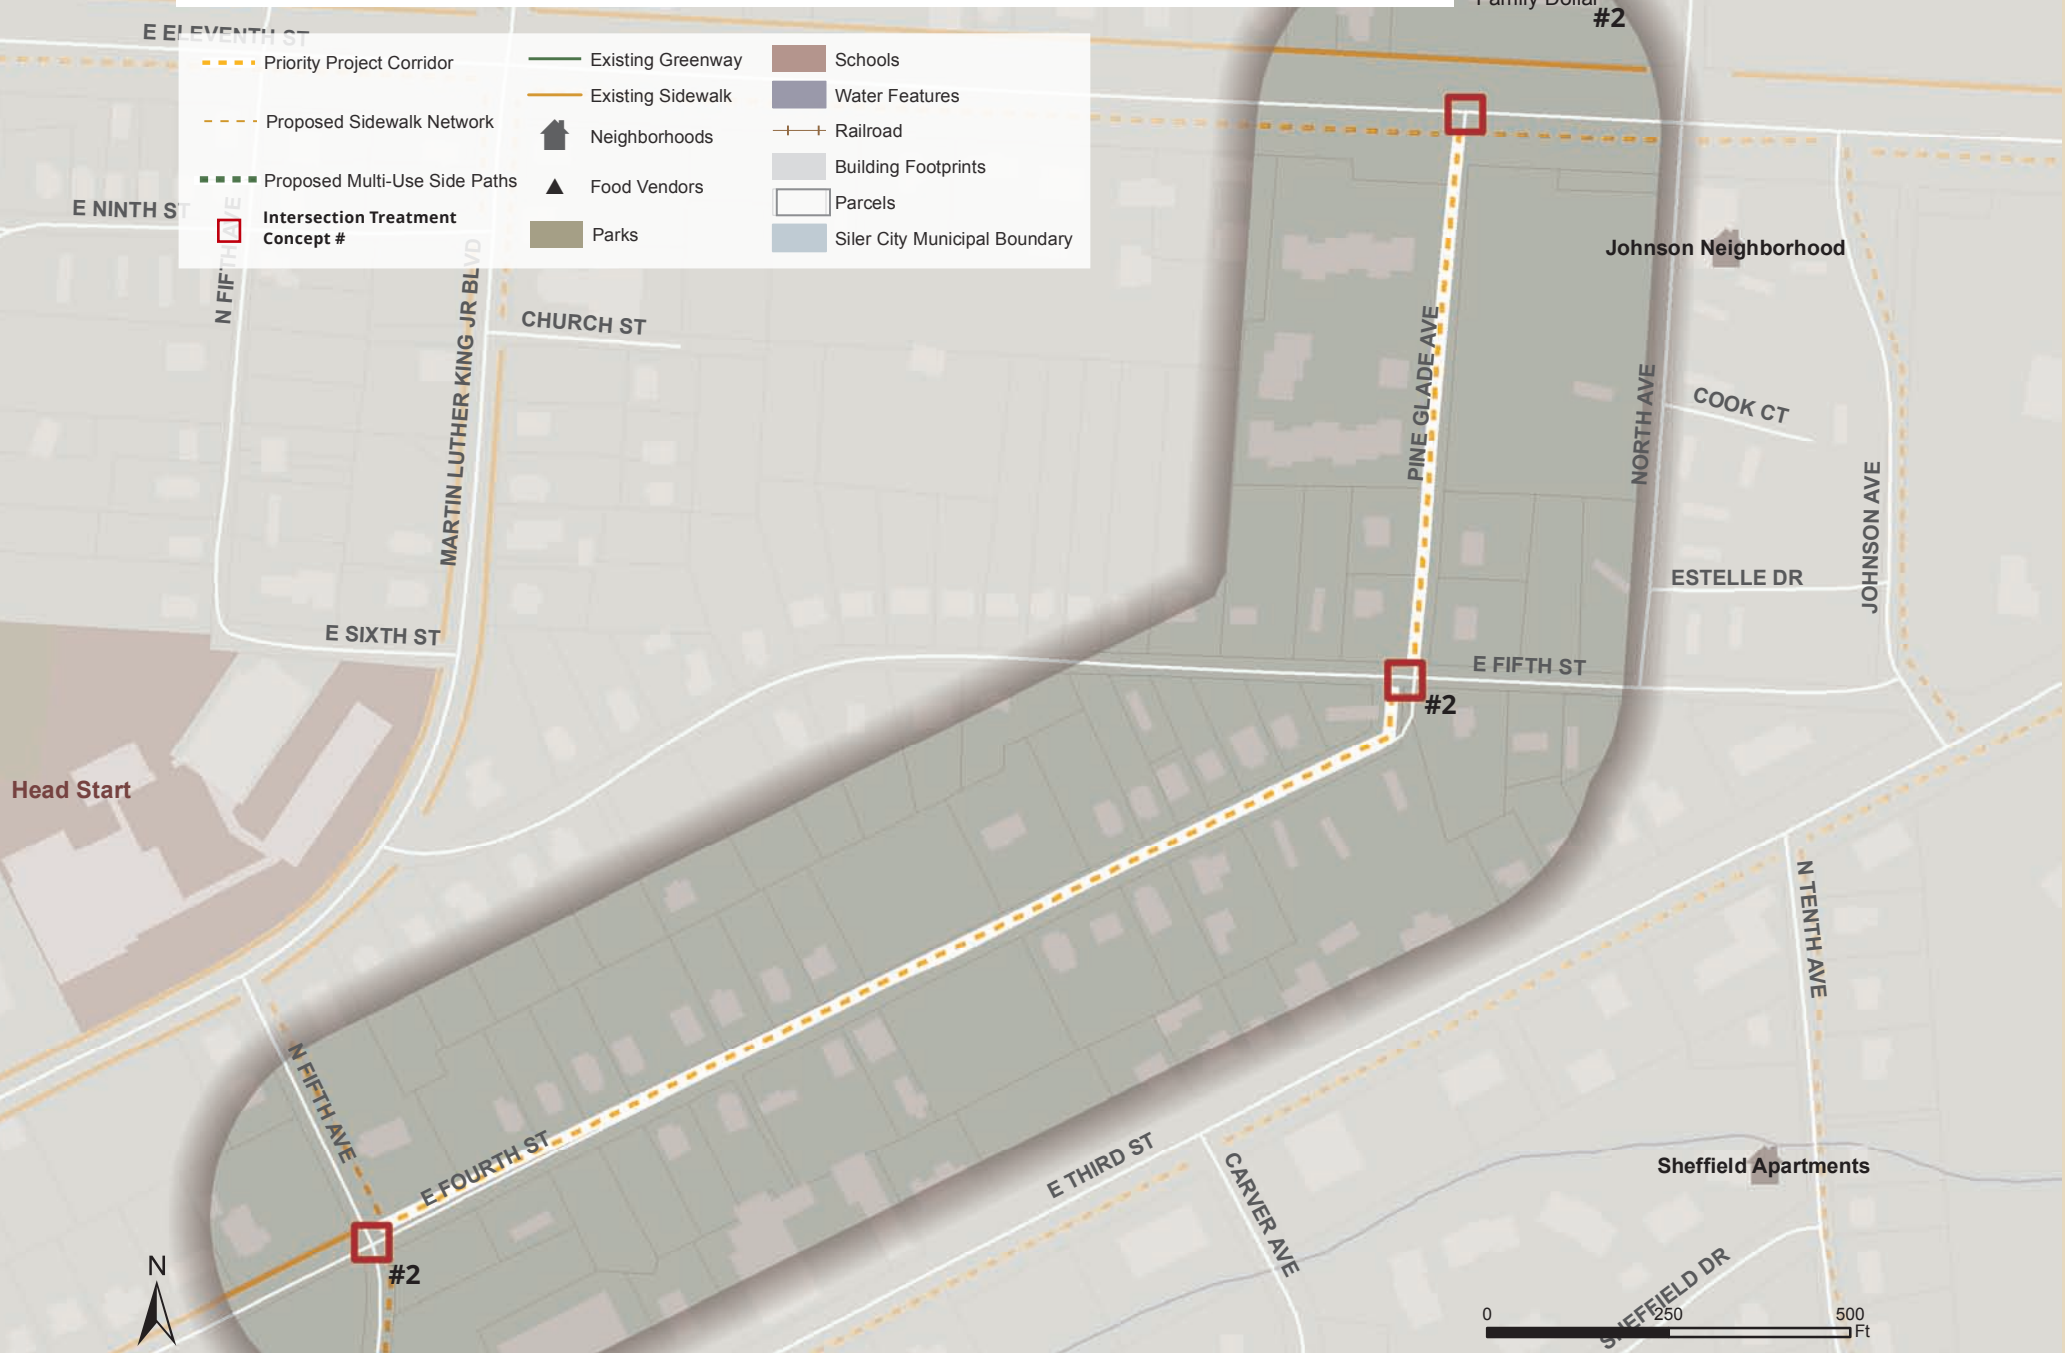 Family Dollar
#2
E ELEVENTH ST
Priority Project Corridor
Proposed Sidewalk Network
Proposed Multi-Use Side Paths
Intersection Treatment
Concept #
Existing Greenway
Existing Sidewalk
Neighborhoods
Food Vendors
Parks
Schools
Water Features
Railroad
Building Footprints
Parcels
Siler City Municipal Boundary
E NINTH ST
N FIFTH AVE
MARTIN LUTHER KING JR BLVD
CHURCH ST
Johnson Neighborhood
PINE GLADE AVE
NORTH AVE
COOK CT
JOHNSON AVE
ESTELLE DR
E SIXTH ST
E FIFTH ST
#2
Head Start
N TENTH AVE
N FIFTH AVE
E FOURTH ST
E THIRD ST
CARVER AVE
Sheffield Apartments
SHEFFIELD DR
#2
N
0 250 500
Ft